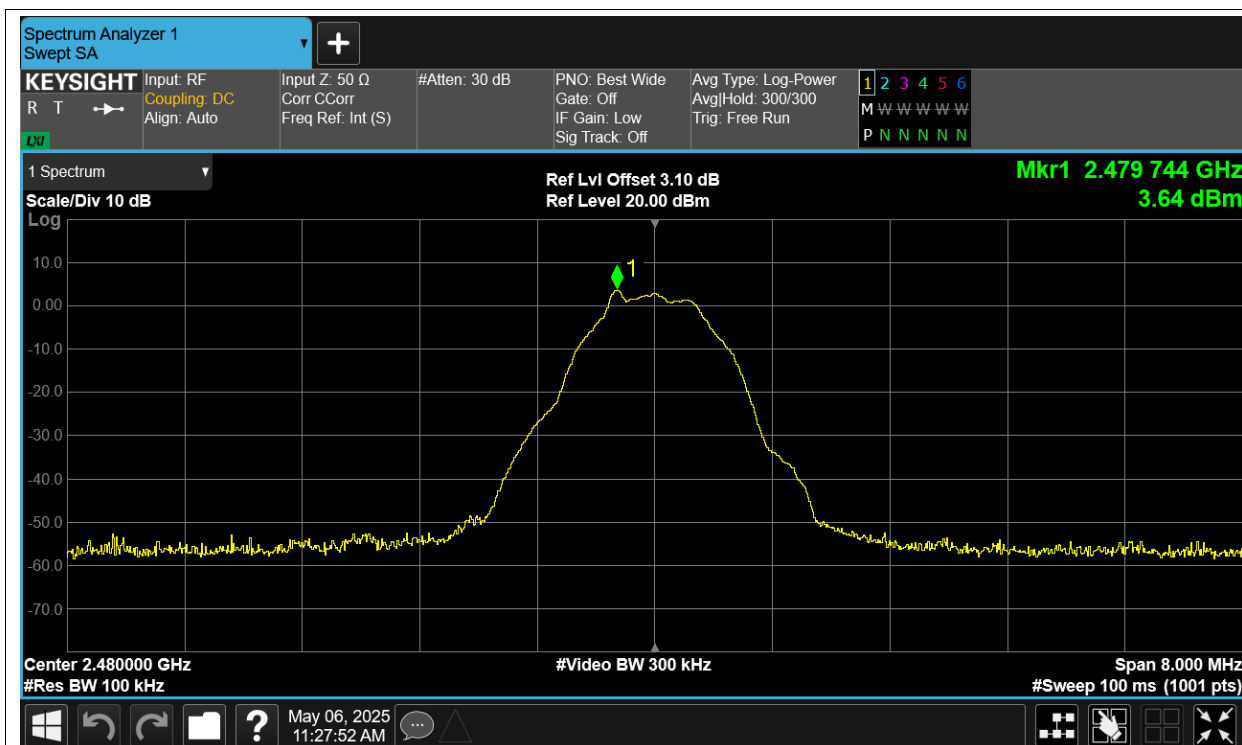 Spectrum Analyzer 1
Swept SA
KEYSIGHT
R T
LXI
Input: RF
Coupling: DC
Align: Auto
Input Z: 50 Ω
Corr CCorr
Freq Ref: Int (S)
#Atten: 30 dB
PNO: Best Wide
Gate: Off
IF Gain: Low
Sig Track: Off
Avg Type: Log-Power
Avg|Hold: 300/300
Trig: Free Run
1 2 3 4 5 6
M W W W W W W
P N N N N N
1 Spectrum
Scale/Div 10 dB
Ref Lvl Offset 3.10 dB
Ref Level 20.00 dBm
Mkr1 2.479 744 GHz
3.64 dBm
Log
1
10.0
0.00
-10.0
-20.0
-30.0
-40.0
-50.0
-60.0
-70.0
Center 2.480000 GHz
#Res BW 100 kHz
#Video BW 300 kHz
Span 8.000 MHz
#Sweep 100 ms (1001 pts)
?
May 06, 2025
11:27:52 AM